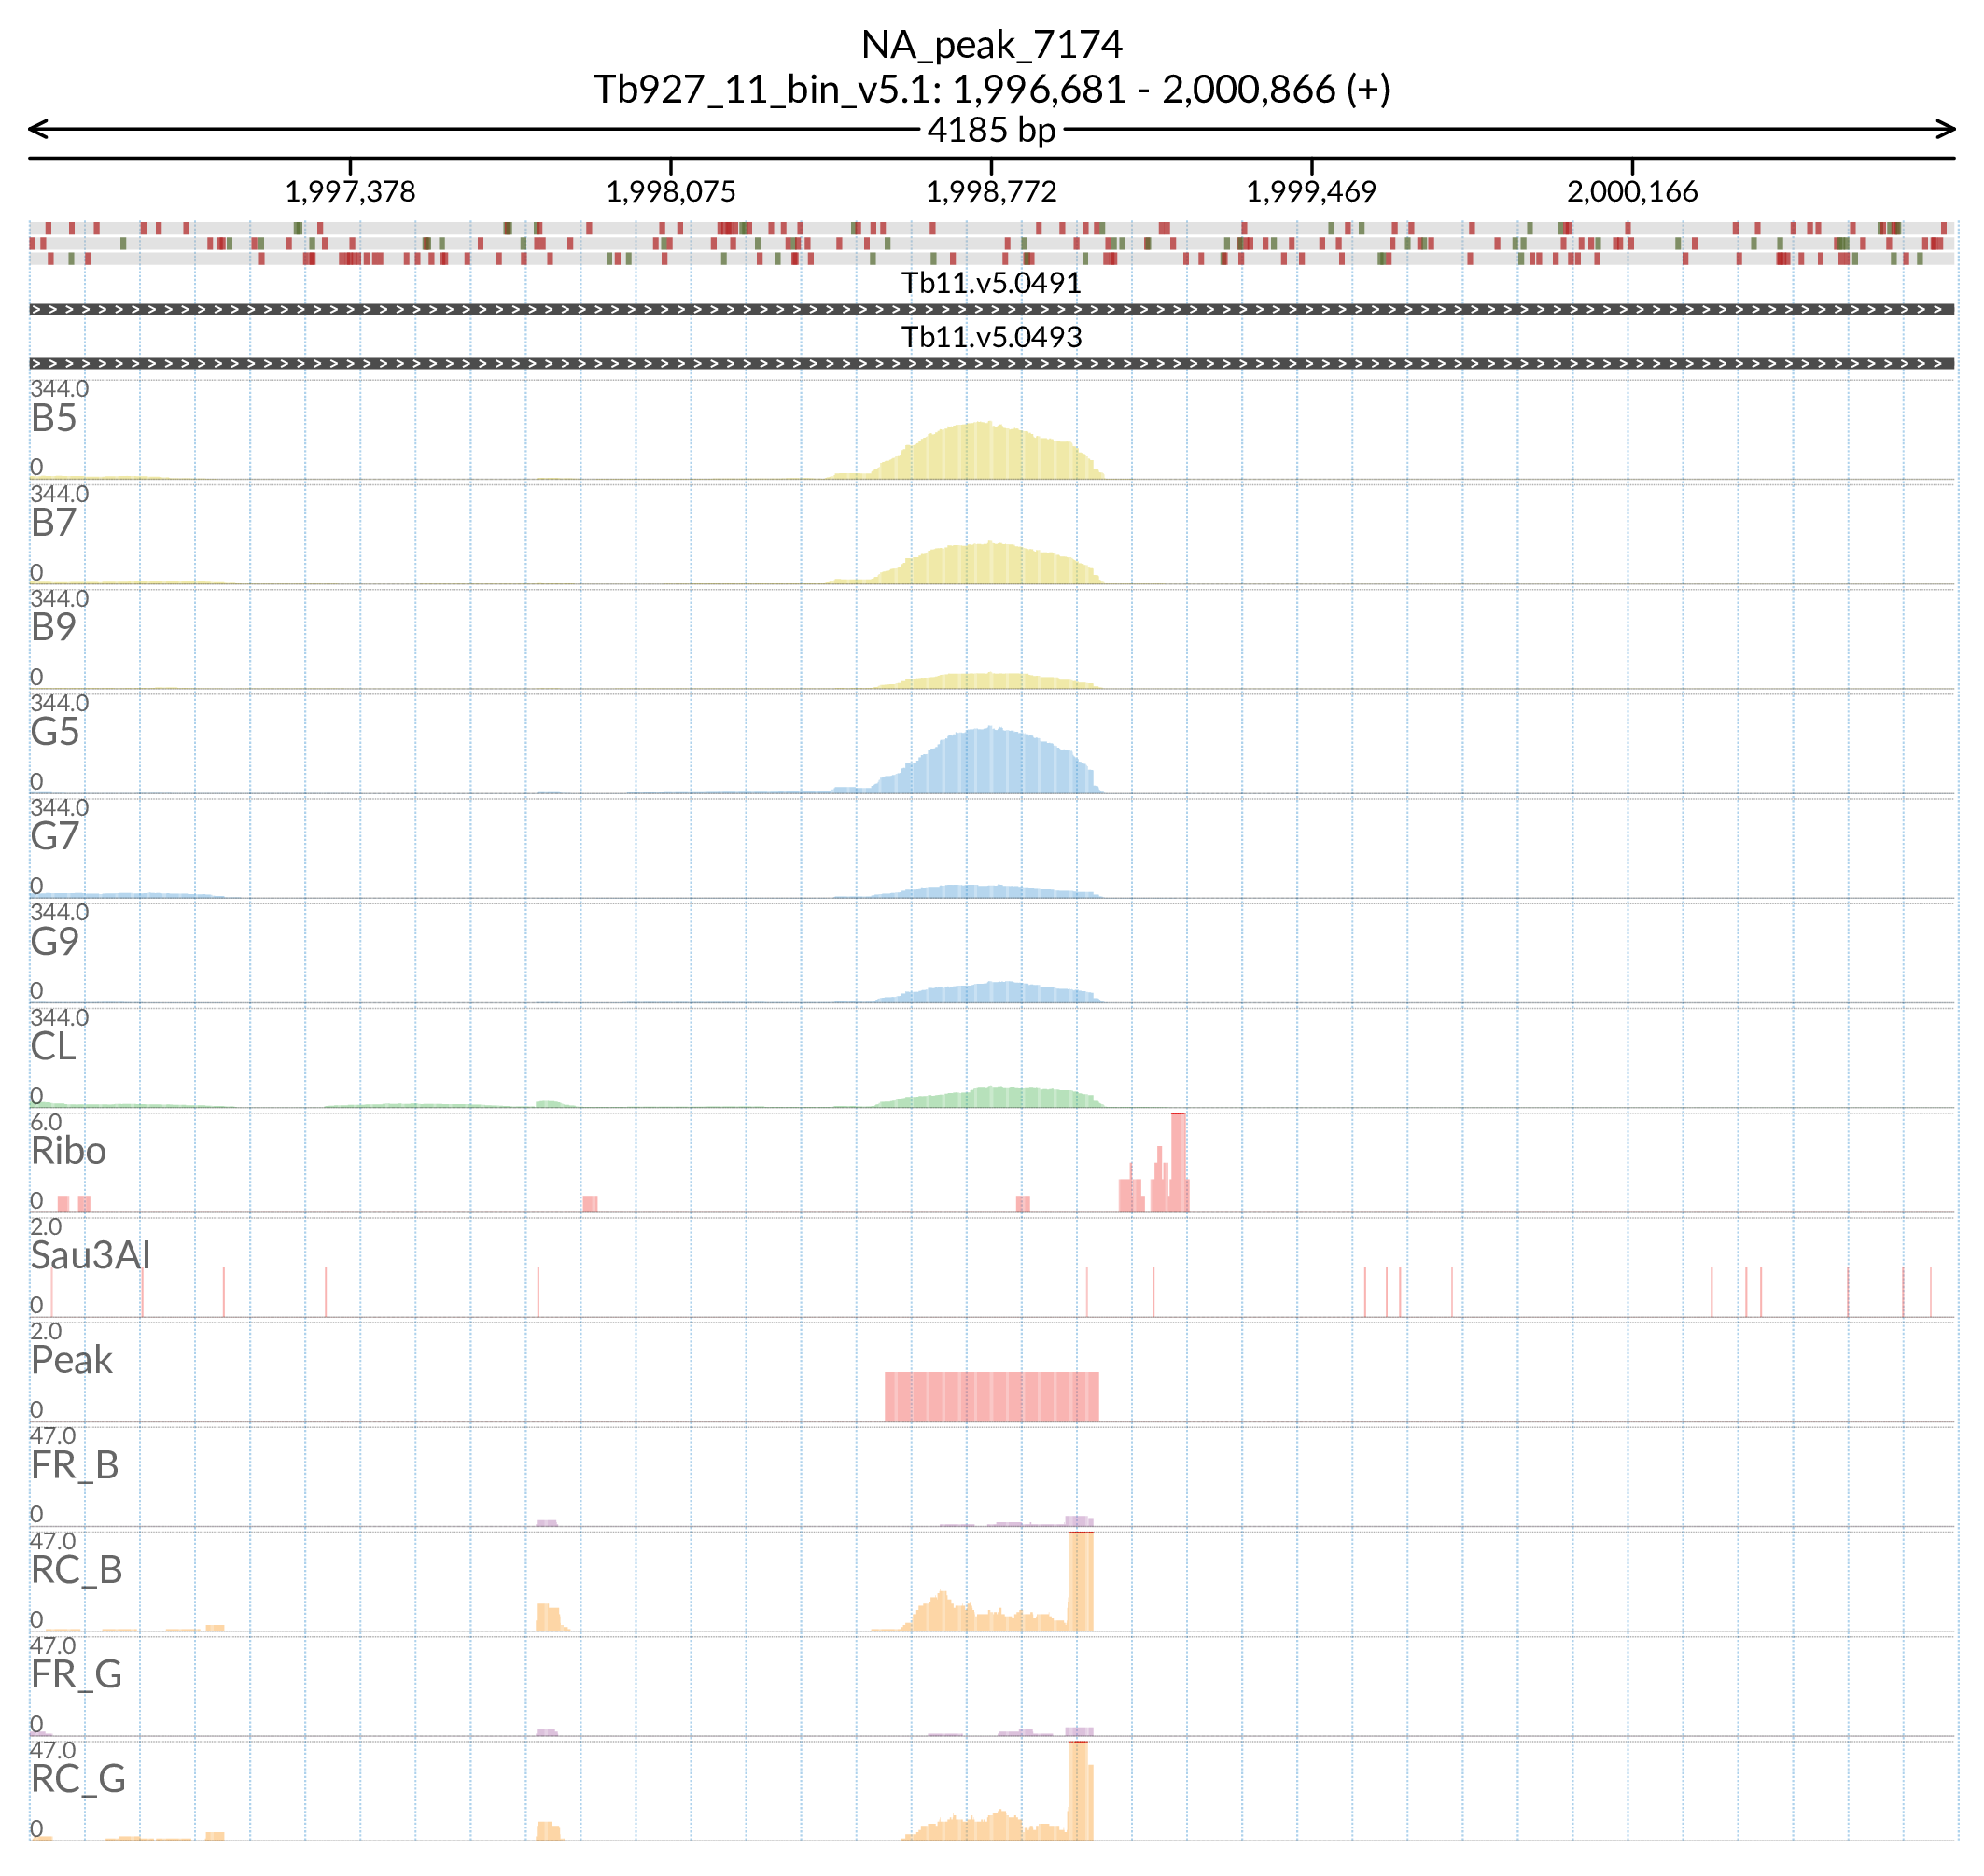 NA_peak_7174
Tb927_11_bin_v5.1: 1,996,681 - 2,000,866 (+)
4185 bp
1,997,378 1,998,075 1,998,772 1,999,469 2,000,166
Tb11.v5.0491
Tb11.v5.0493
344.0
B5
0
344.0
B7
0
344.0
B9
0
344.0
G5
0
344.0
G7
0
344.0
G9
0
344.0
CL
0
6.0
Ribo
0
2.0
Sau3AI
0
2.0
Peak
0
47.0
FR_B
0
47.0
RC_B
0
47.0
FR_G
0
47.0
RC_G
0